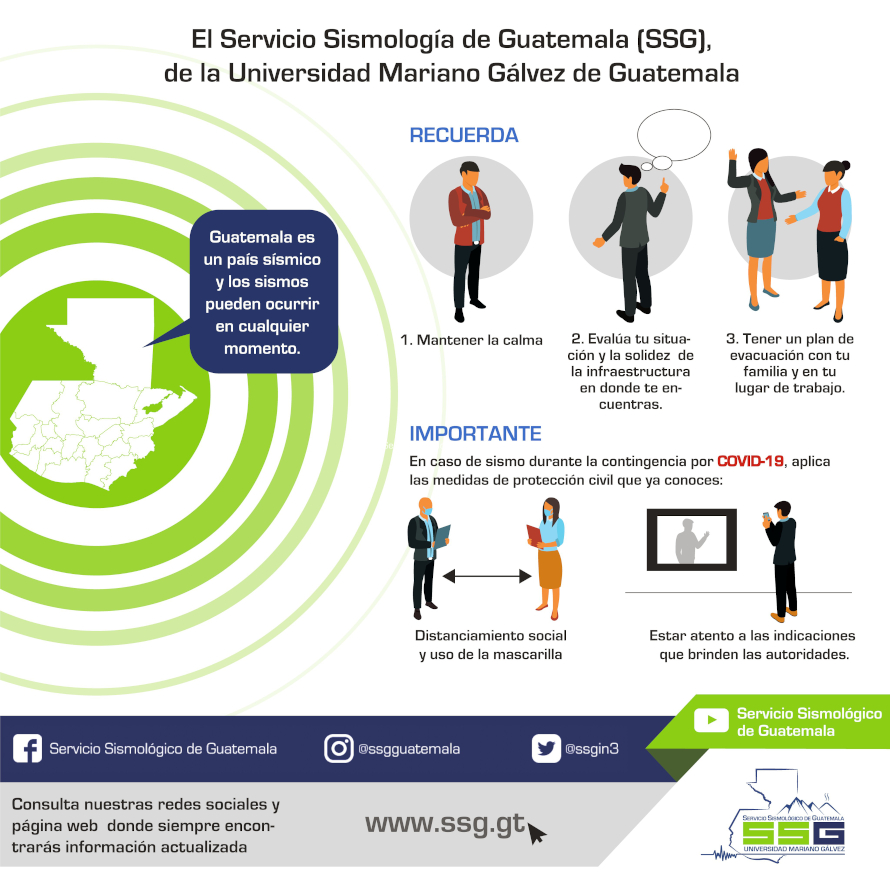 El Servicio Sismología de Guatemala (SSG),
de la Universidad Mariano Gálvez de Guatemala
Guatemala es
un país sísmico
y los sismos
pueden ocurrir
en cualquier
momento.
RECUERDA
1. Mantener la calma
2. Evalúa tu situa-
ción y la solidez de
la infraestructura
en donde te en-
cuentras.
3. Tener un plan de
evacuación con tu
familia y en tu
lugar de trabajo.
IMPORTANTE
En caso de sismo durante la contingencia por COVID-19, aplica
las medidas de protección civil que ya conoces:
Distanciamiento social
y uso de la mascarilla
Estar atento a las indicaciones
que brinden las autoridades.
Servicio Sismológico
de Guatemala
Servicio Sismológico de Guatemala
@ssgguatemala
@ssgin3
Consulta nuestras redes sociales y
página web donde siempre encon-
trarás información actualizada
www.ssg.gt
SERVICIO SISMOLÓGICO DE GUATEMALA
SSG
UNIVERSIDAD MARIANO GÁLVEZ